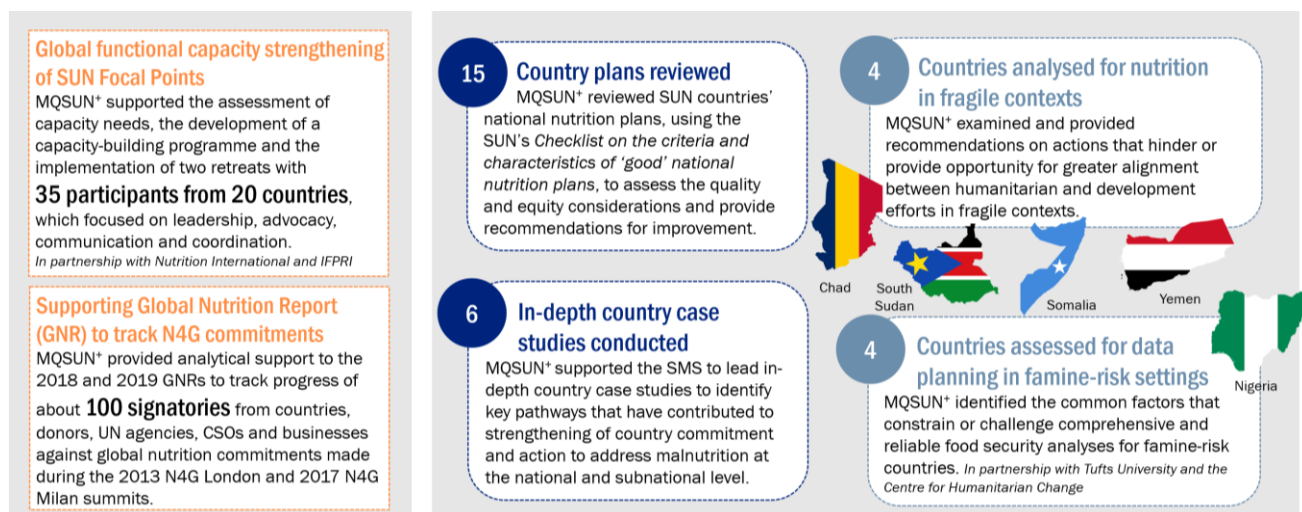 Global functional capacity strengthening
of SUN Focal Points
MQSUN⁺ supported the assessment of
capacity needs, the development of a
capacity-building programme and the
implementation of two retreats with
35 participants from 20 countries,
which focused on leadership, advocacy,
communication and coordination.
In partnership with Nutrition International and IFPRI
Supporting Global Nutrition Report
(GNR) to track N4G commitments
MQSUN⁺ provided analytical support to the
2018 and 2019 GNRs to track progress of
about 100 signatories from countries,
donors, UN agencies, CSOs and businesses
against global nutrition commitments made
during the 2013 N4G London and 2017 N4G
Milan summits.
15
Country plans reviewed
MQSUN⁺ reviewed SUN countries'
national nutrition plans, using the
SUN's Checklist on the criteria and
characteristics of 'good' national
nutrition plans, to assess the quality
and equity considerations and provide
recommendations for improvement.
6
In-depth country case
studies conducted
MQSUN⁺ supported the SMS to lead in-
depth country case studies to identify
key pathways that have contributed to
strengthening of country commitment
and action to address malnutrition at
the national and subnational level.
4
Countries analysed for nutrition
in fragile contexts
MQSUN⁺ examined and provided
recommendations on actions that hinder or
provide opportunity for greater alignment
between humanitarian and development
efforts in fragile contexts.
Chad
South
Sudan
Somalia
Yemen
Nigeria
4
Countries assessed for data
planning in famine-risk settings
MQSUN⁺ identified the common factors that
constrain or challenge comprehensive and
reliable food security analyses for famine-risk
countries. In partnership with Tufts University and the
Centre for Humanitarian Change